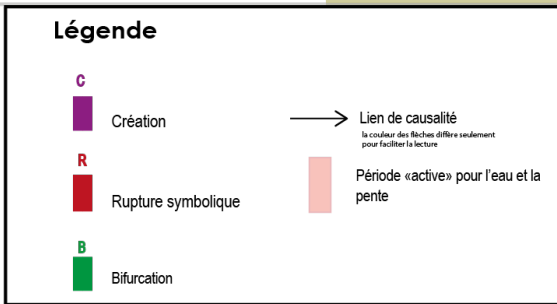 Légende
C
Création
R
Rupture symbolique
B
Bifurcation
Lien de causalité
la couleur des flèches diffère seulement
pour faciliter la lecture
Période «active» pour l'eau et la
pente